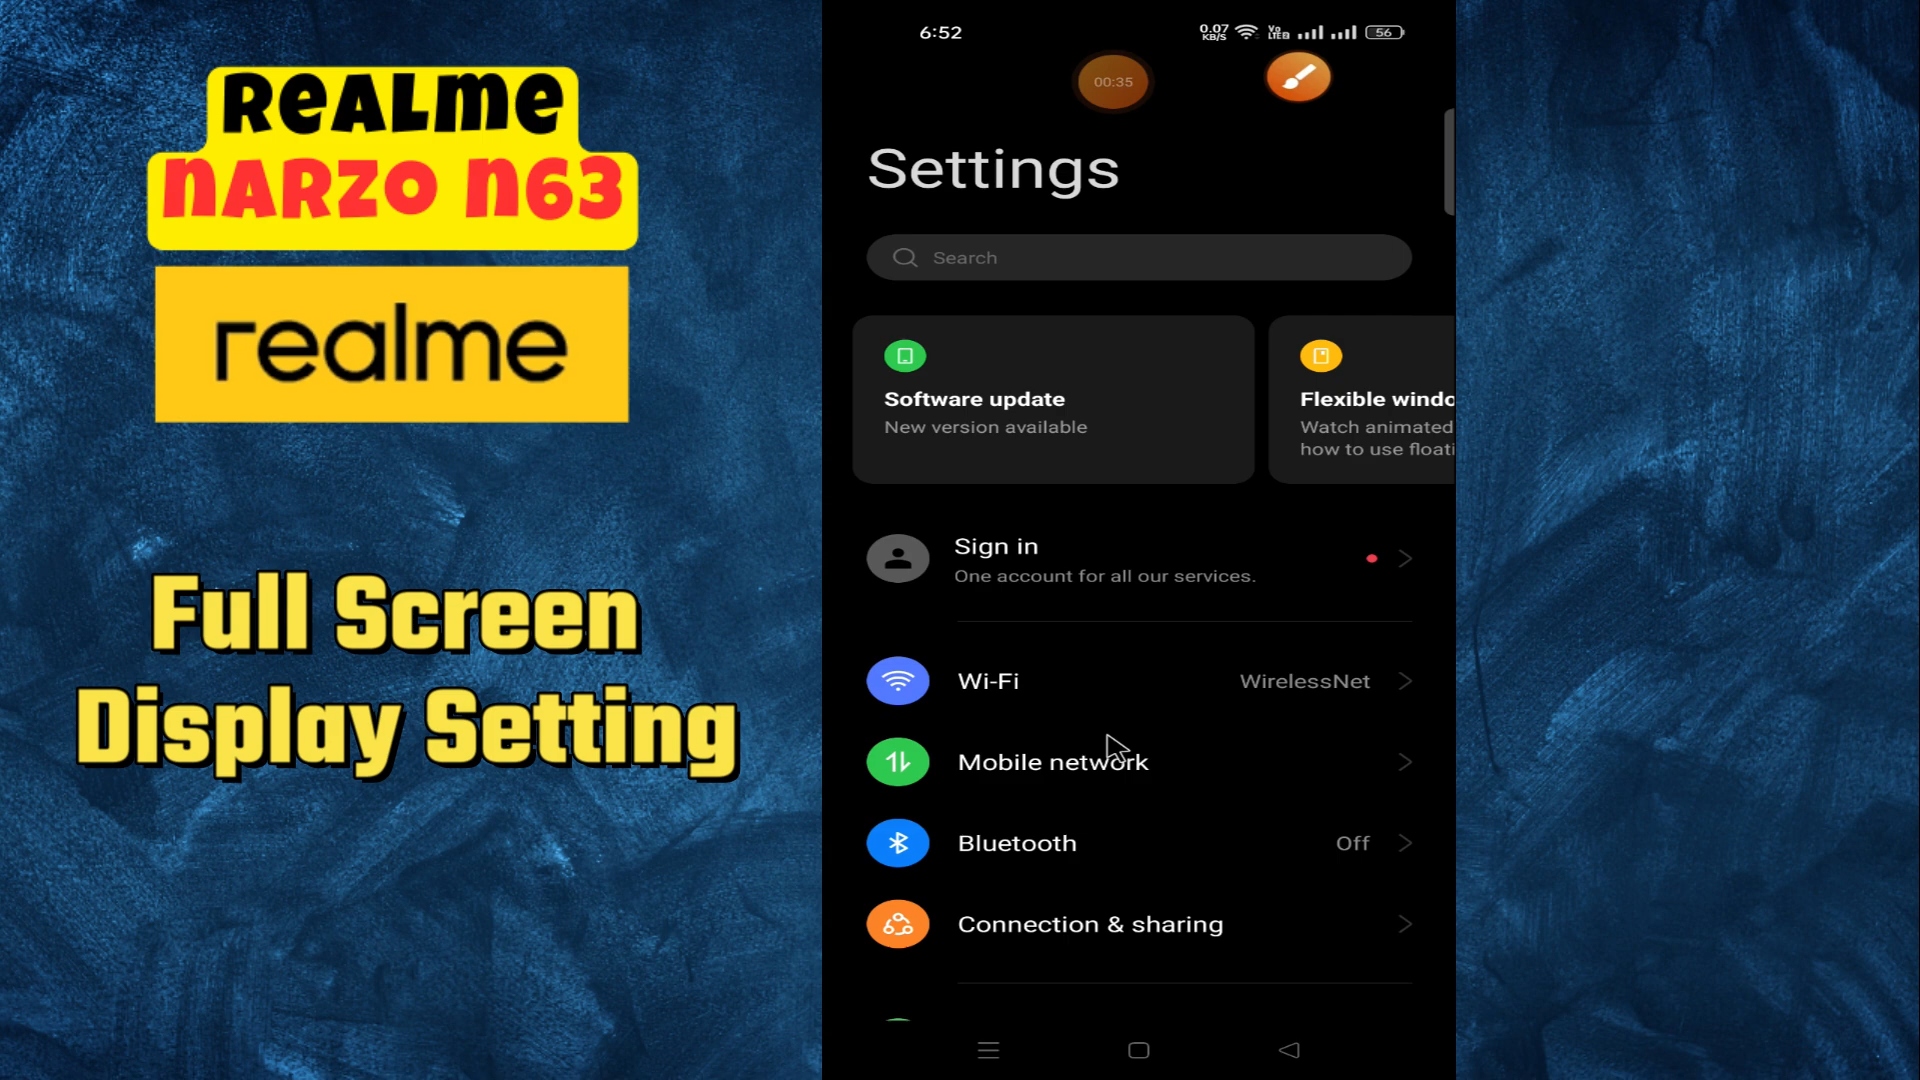 Realme
narzo n63
realme
Full Screen
Display Setting
6:52
0.07
KB/S
Vo
LTE2
56
00:35
Settings
Search
Software update
New version available
Flexible windo
Watch animated
how to use floati
Sign in
One account for all our services.
Wi-Fi
WirelessNet
Mobile network
Bluetooth
Off
Connection & sharing